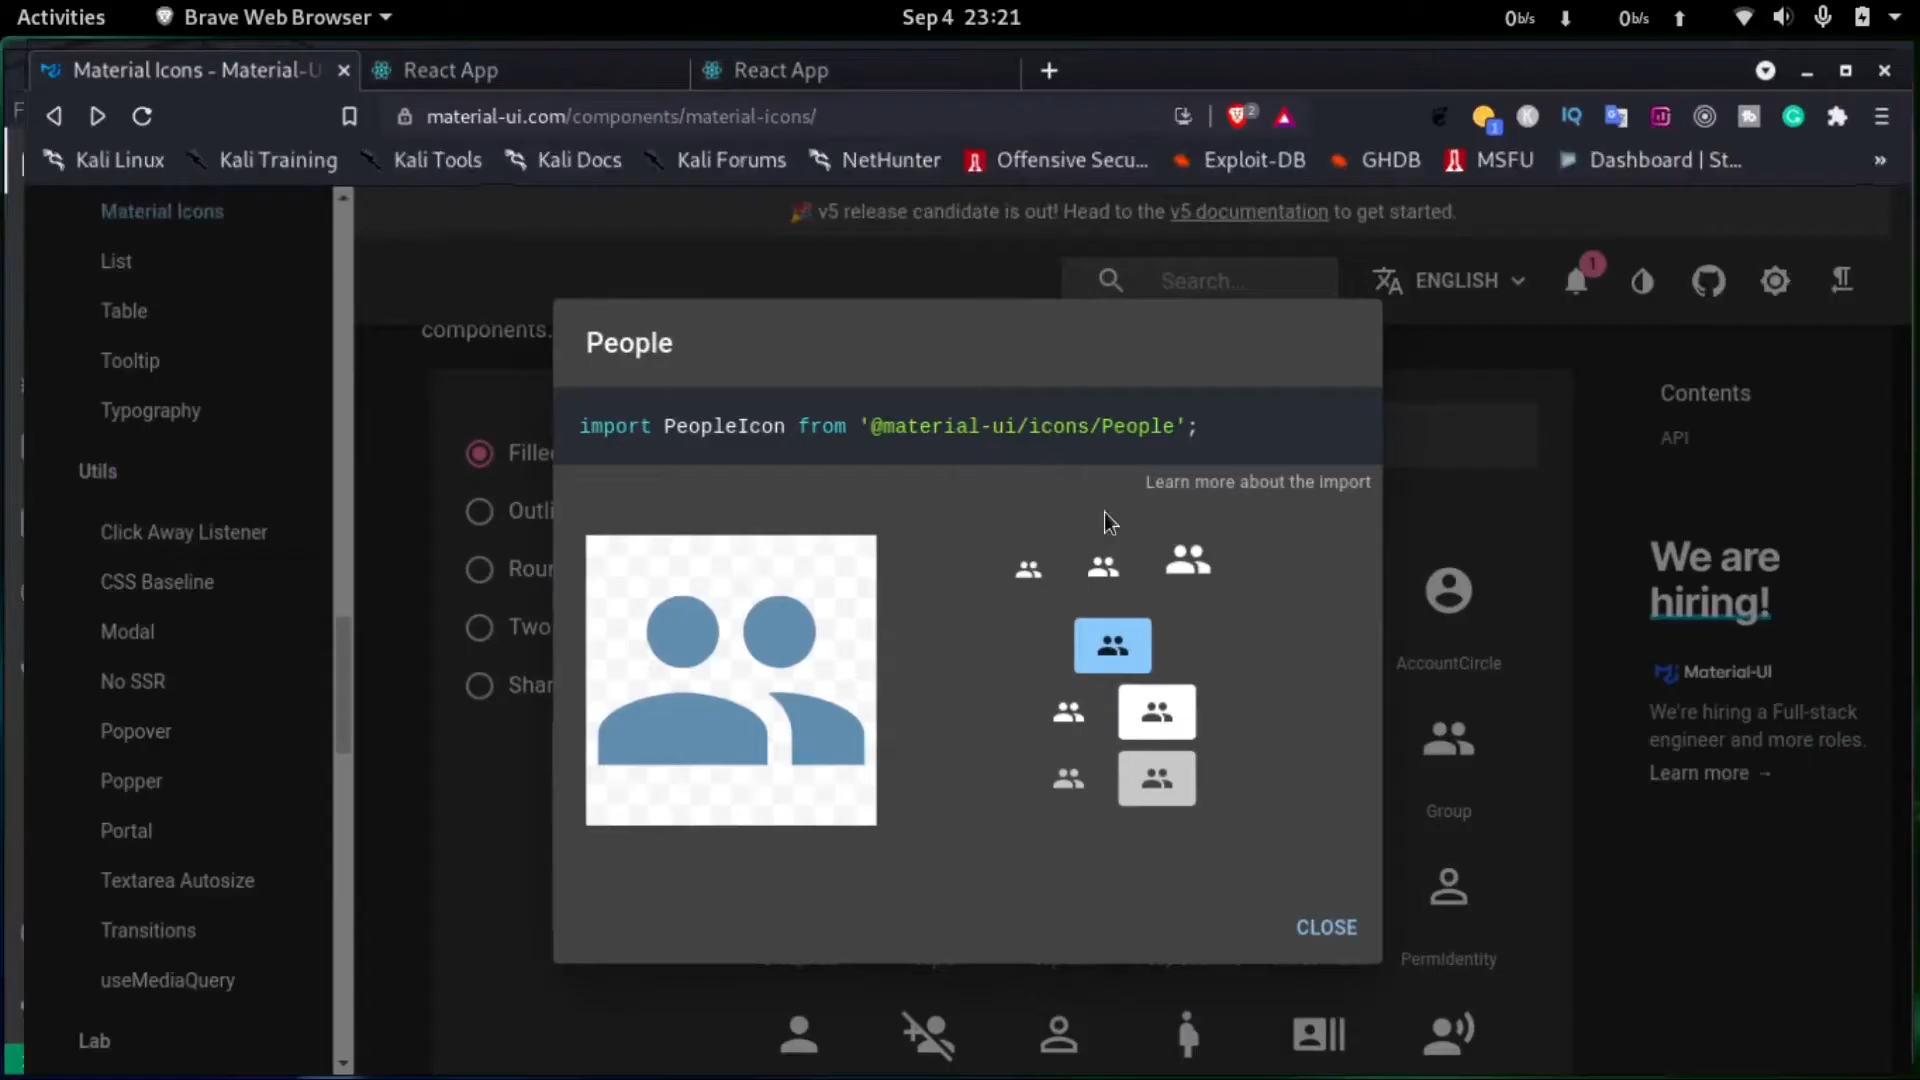 Activities
Brave Web Browser
Sep 4 23:21
0b/s
0b/s
Material Icons - Material-U
React App
React App
material-ui.com/components/material-icons/
2
1
IQ
Kali Linux
Kali Training
Kali Tools
Kali Docs
Kali Forums
NetHunter
Offensive Secu...
Exploit-DB
GHDB
MSFU
Dashboard | St...
»
Material Icons
List
Table
Tooltip
Typography
Utils
Click Away Listener
CSS Baseline
Modal
No SSR
Popover
Popper
Portal
Textarea Autosize
Transitions
useMediaQuery
Lab
v5 release candidate is out! Head to the v5 documentation to get started.
Search...
ENGLISH
1
components.
Filled
Outli
Rour
Two
Shar
People
import PeopleIcon from '@material-ui/icons/People';
Learn more about the import
CLOSE
AccountCircle
Group
PermIdentity
Contents
API
We are
hiring!
Material-UI
We're hiring a Full-stack
engineer and more roles.
Learn more →